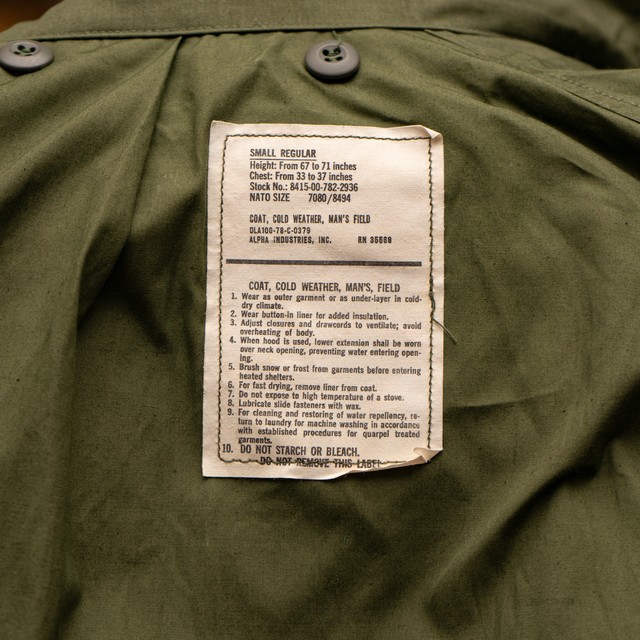 SMALL REGULAR
Height: From 67 to 71 inches
Chest: From 33 to 37 inches
Stock No.: 8415-00-782-2936
NATO SIZE 7080/8494
COAT, COLD WEATHER, MAN'S FIELD
DLA100-78-C-0379
ALPHA INDUSTRIES, INC. RN 35569
COAT, COLD WEATHER, MAN'S, FIELD
1. Wear as outer garment or as under-layer in cold-
dry climate.
2. Wear button-in liner for added insulation.
3. Adjust closures and drawcords to ventilate; avoid
overheating of body.
4. When hood is used, lower extension shall be worn
over neck opening, preventing water entering open-
ing.
5. Brush snow or frost from garments before entering
heated shelters.
6. For fast drying, remove liner from coat.
7. Do not expose to high temperature of a stove.
8. Lubricate slide fasteners with wax.
9. For cleaning and restoring of water repellency, re-
turn to laundry for machine washing in accordance
with established procedures for quarpel treated
garments.
10. DO NOT STARCH OR BLEACH.
DO NOT REMOVE THIS LABEL